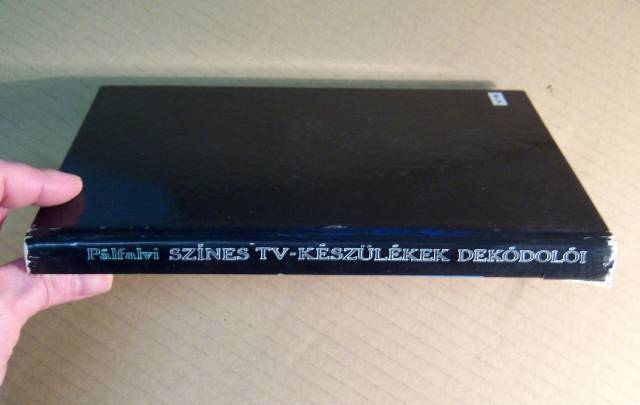 Pálfalvi SZÍNES TV-KÉSZÜLÉKEK DEKÓDOLÓI